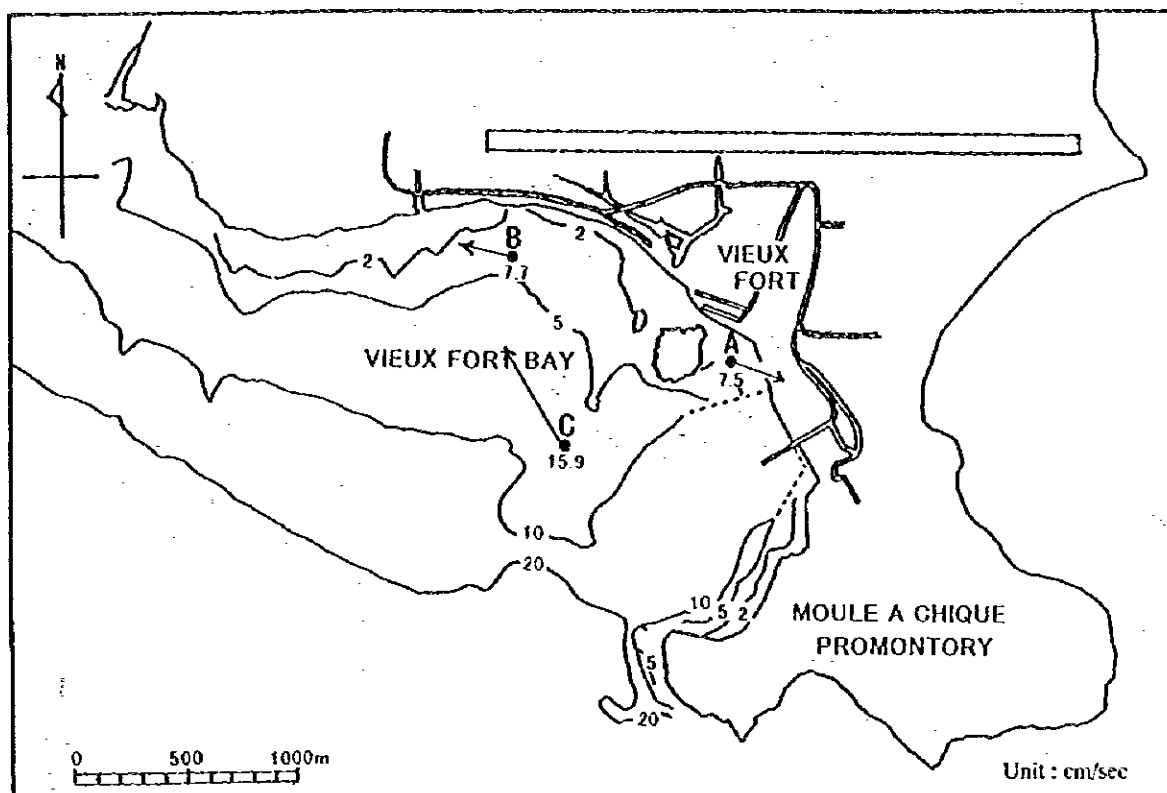 N
VIEUX
FORT
2
B
7.7
2
5
A
7.5
VIEUX FORT BAY
C
15.9
10
20
10
5
2
MOULE A CHIQUE
PROMONTORY
5
20
0 500 1000m
Unit : cm/sec